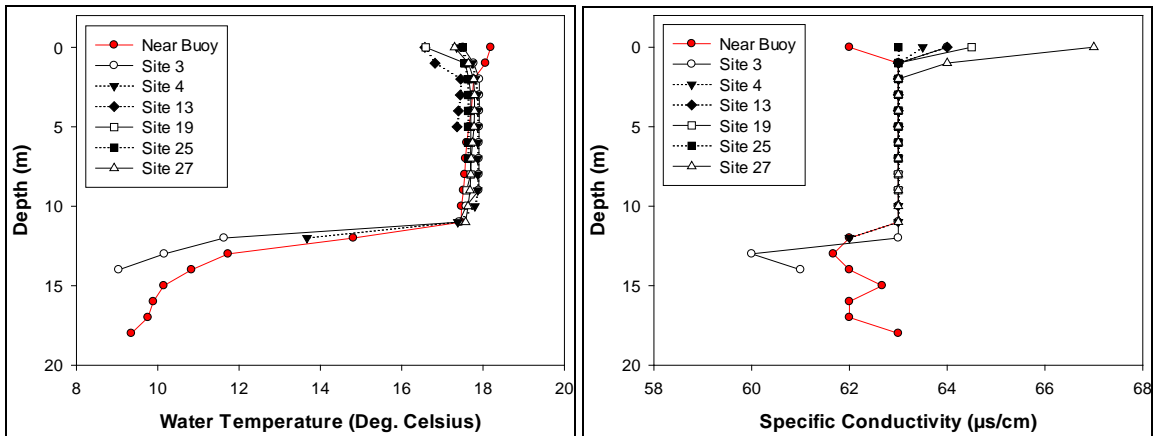 Near Buoy
Site 3
Site 4
Site 13
Site 19
Site 25
Site 27
0
5
10
15
20
Depth (m)
8 10 12 14 16 18 20
Water Temperature (Deg. Celsius)
Near Buoy
Site 3
Site 4
Site 13
Site 19
Site 25
Site 27
0
5
10
15
20
Depth (m)
58 60 62 64 66 68
Specific Conductivity (µs/cm)